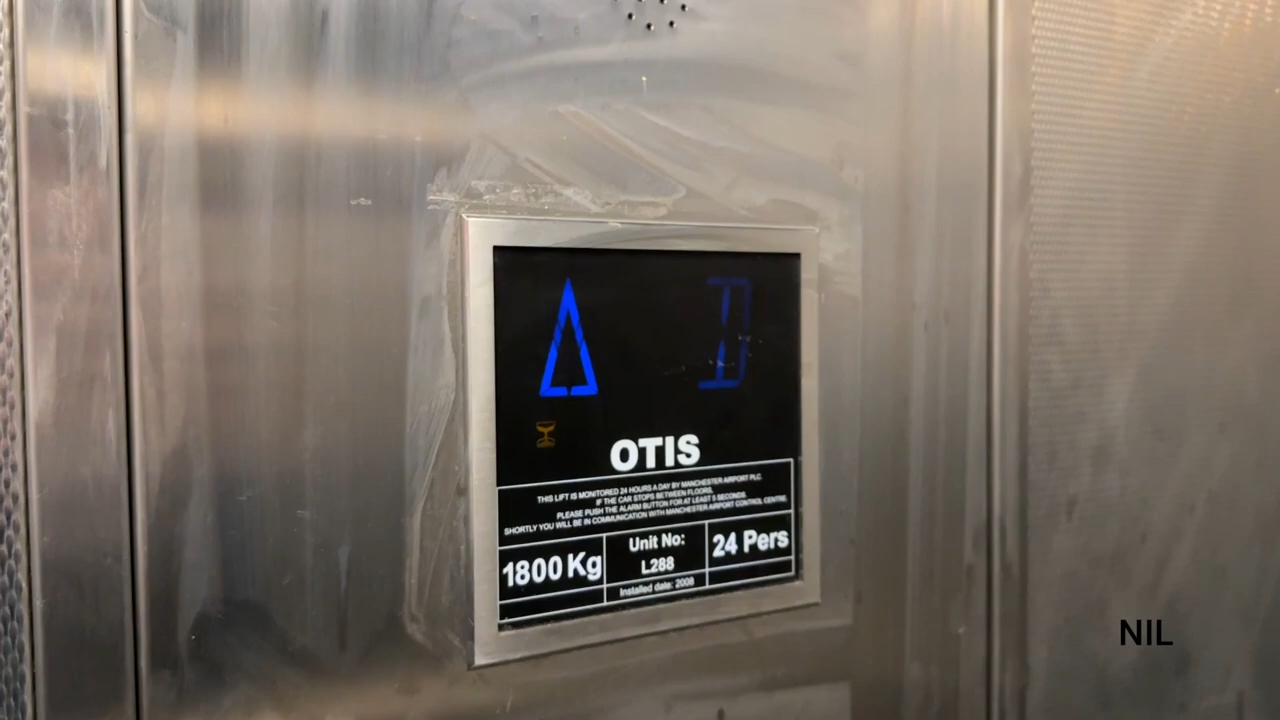 D
OTIS
THIS LIFT IS MONITORED 24 HOURS A DAY BY MANCHESTER AIRPORT PLC.
IF THE CAR STOPS BETWEEN FLOORS,
PLEASE PUSH THE ALARM BUTTON FOR AT LEAST 5 SECONDS.
SHORTLY YOU WILL BE IN COMMUNICATION WITH MANCHESTER AIRPORT CONTROL CENTRE.
1800 Kg
Unit No:
L288
Installed date: 2008
24 Pers
NIL